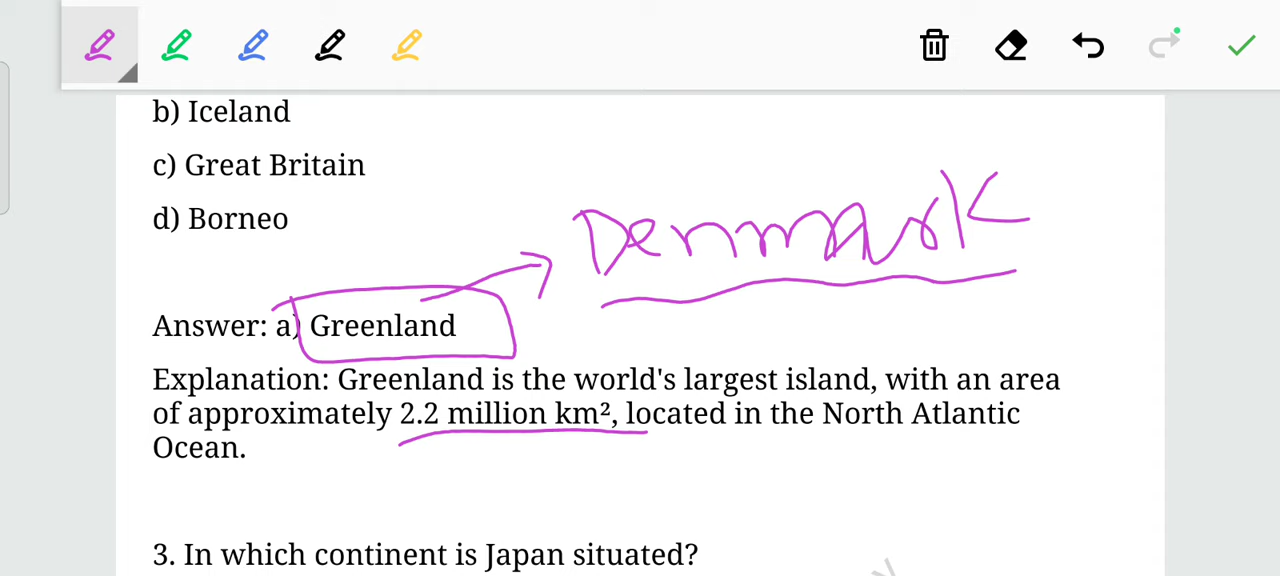 b) Iceland
c) Great Britain
d) Borneo
Denmark
Answer: a) Greenland
Explanation: Greenland is the world's largest island, with an area
of approximately 2.2 million km², located in the North Atlantic
Ocean.
3. In which continent is Japan situated?